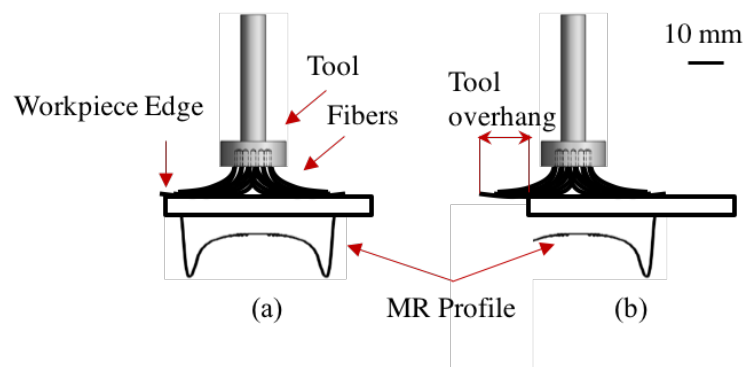 10 mm
Tool
Tool
overhang
Workpiece Edge
Fibers
(a)
MR Profile
(b)